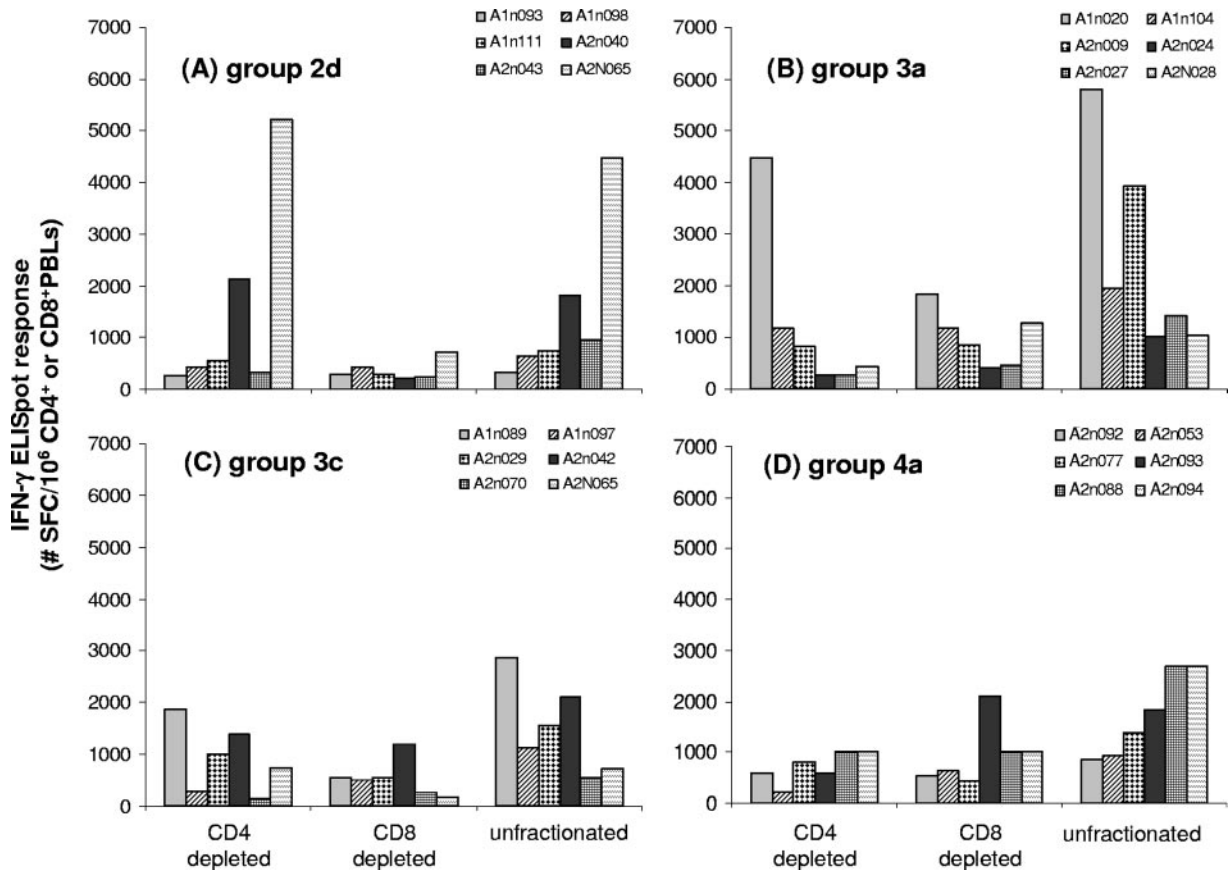 IFN-γ ELISpot response
(# SFC/10⁶ CD4⁺ or CD8⁺PBLs)
(A) group 2d
A1n093 A1n098
A1n111 A2n040
A2n043 A2N065
7000
6000
5000
4000
3000
2000
1000
0
(B) group 3a
A1n020 A1n104
A2n009 A2n024
A2n027 A2N028
7000
6000
5000
4000
3000
2000
1000
0
(C) group 3c
A1n089 A1n097
A2n029 A2n042
A2n070 A2N065
7000
6000
5000
4000
3000
2000
1000
0
CD4 depleted CD8 depleted unfractionated
(D) group 4a
A2n092 A2n053
A2n077 A2n093
A2n088 A2n094
7000
6000
5000
4000
3000
2000
1000
0
CD4 depleted CD8 depleted unfractionated